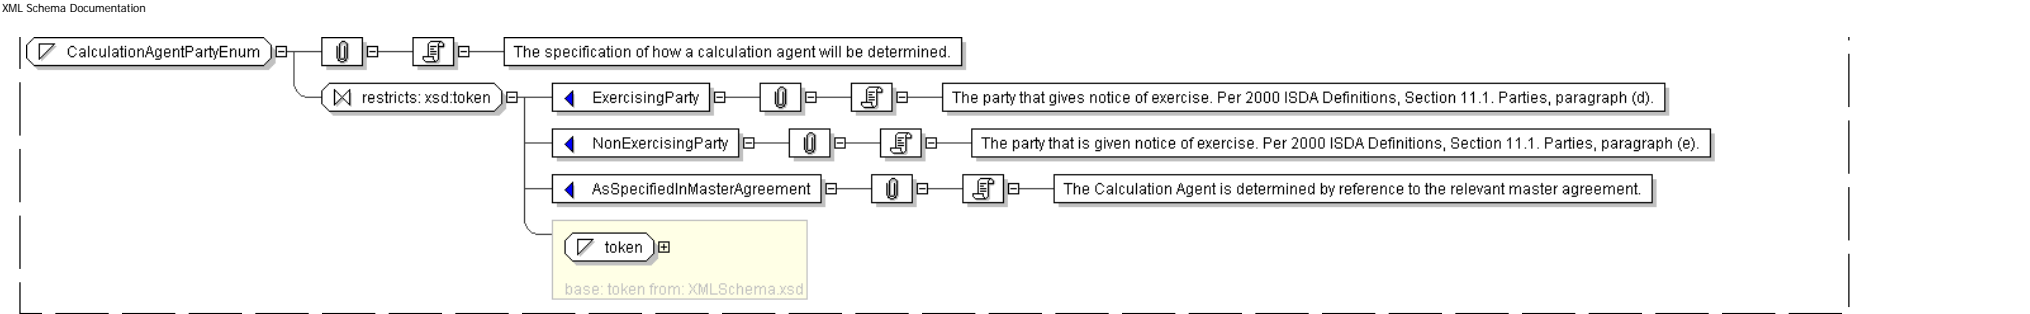 XML Schema Documentation
CalculationAgentPartyEnum The specification of how a calculation agent will be determined.
restricts: xsd:token ExercisingParty The party that gives notice of exercise. Per 2000 ISDA Definitions, Section 11.1. Parties, paragraph (d).
NonExercisingParty The party that is given notice of exercise. Per 2000 ISDA Definitions, Section 11.1. Parties, paragraph (e).
AsSpecifiedInMasterAgreement The Calculation Agent is determined by reference to the relevant master agreement.
token
base: token from: XMLSchema.xsd